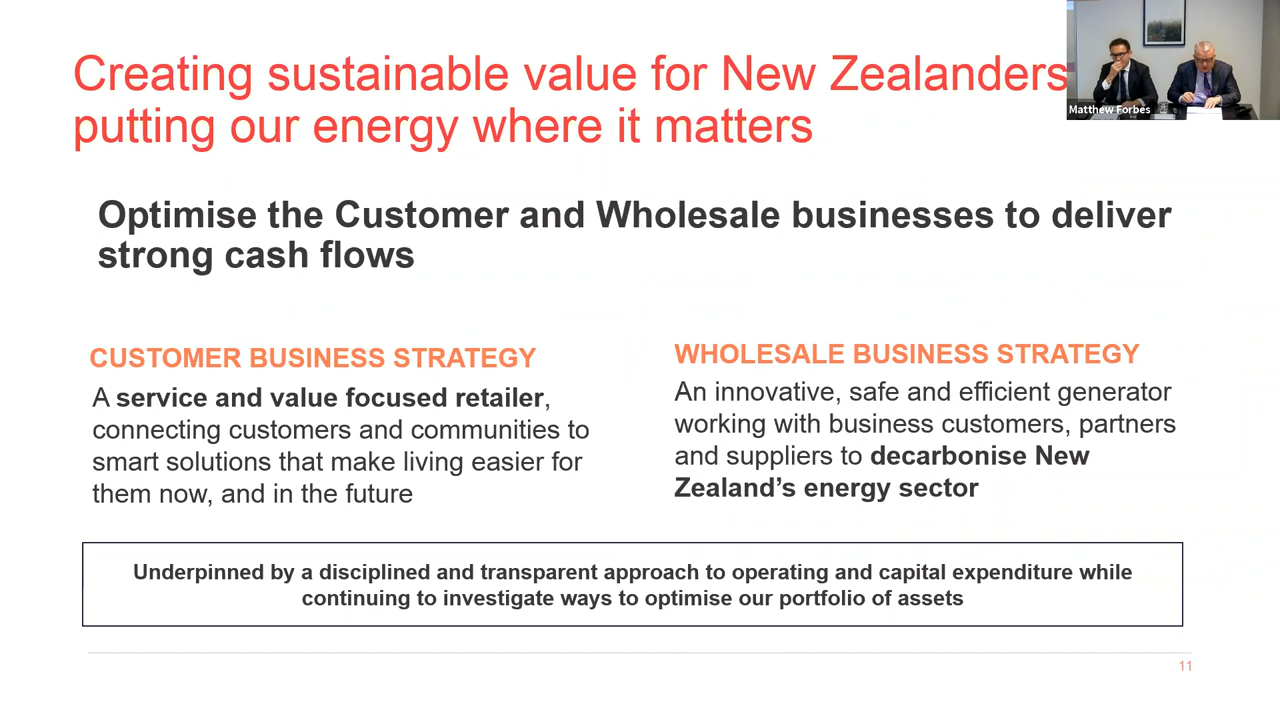 Creating sustainable value for New Zealanders
putting our energy where it matters
Matthew Forbes
Optimise the Customer and Wholesale businesses to deliver
strong cash flows
CUSTOMER BUSINESS STRATEGY
A service and value focused retailer,
connecting customers and communities to
smart solutions that make living easier for
them now, and in the future
WHOLESALE BUSINESS STRATEGY
An innovative, safe and efficient generator
working with business customers, partners
and suppliers to decarbonise New
Zealand’s energy sector
Underpinned by a disciplined and transparent approach to operating and capital expenditure while
continuing to investigate ways to optimise our portfolio of assets
11